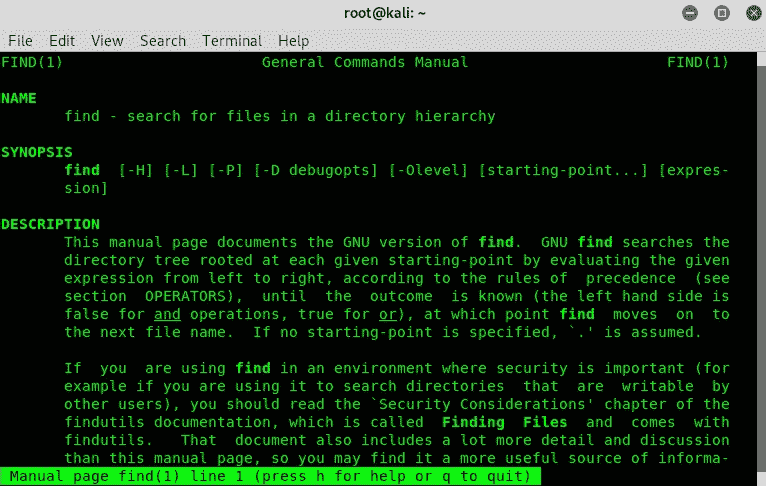 root@kali: ~
File Edit View Search Terminal Help
FIND(1) General Commands Manual FIND(1)
NAME
find - search for files in a directory hierarchy
SYNOPSIS
find [-H] [-L] [-P] [-D debugopts] [-Olevel] [starting-point...] [expres-
sion]
DESCRIPTION
This manual page documents the GNU version of find. GNU find searches the
directory tree rooted at each given starting-point by evaluating the given
expression from left to right, according to the rules of precedence (see
section OPERATORS), until the outcome is known (the left hand side is
false for and operations, true for or), at which point find moves on to
the next file name. If no starting-point is specified, `.' is assumed.
If you are using find in an environment where security is important (for
example if you are using it to search directories that are writable by
other users), you should read the `Security Considerations' chapter of the
findutils documentation, which is called Finding Files and comes with
findutils. That document also includes a lot more detail and discussion
than this manual page, so you may find it a more useful source of informa-
Manual page find(1) line 1 (press h for help or q to quit)